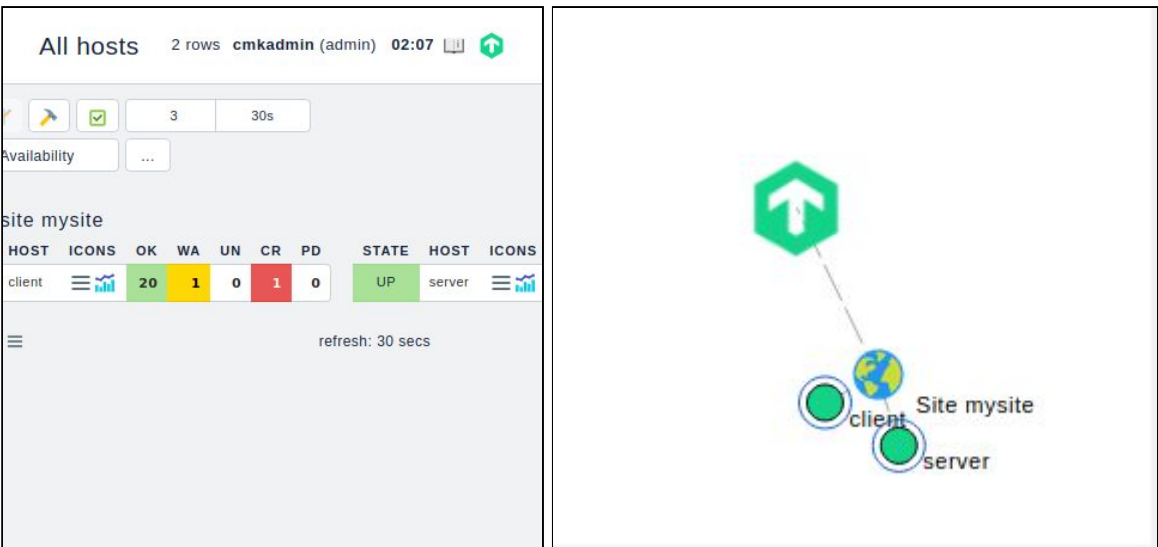 All hosts 2 rows cmkadmin (admin) 02:07
3 30s
Availability ...
site mysite
HOST ICONS OK WA UN CR PD STATE HOST ICONS
client 20 1 0 1 0 UP server
refresh: 30 secs
Site mysite
client
server